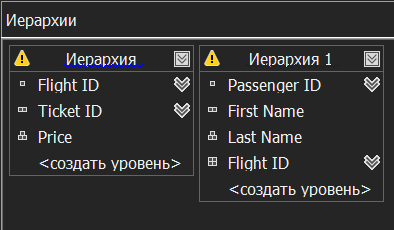 Иерархии
Иерархия
Flight ID
Ticket ID
Price
<создать уровень>
Иерархия 1
Passenger ID
First Name
Last Name
Flight ID
<создать уровень>